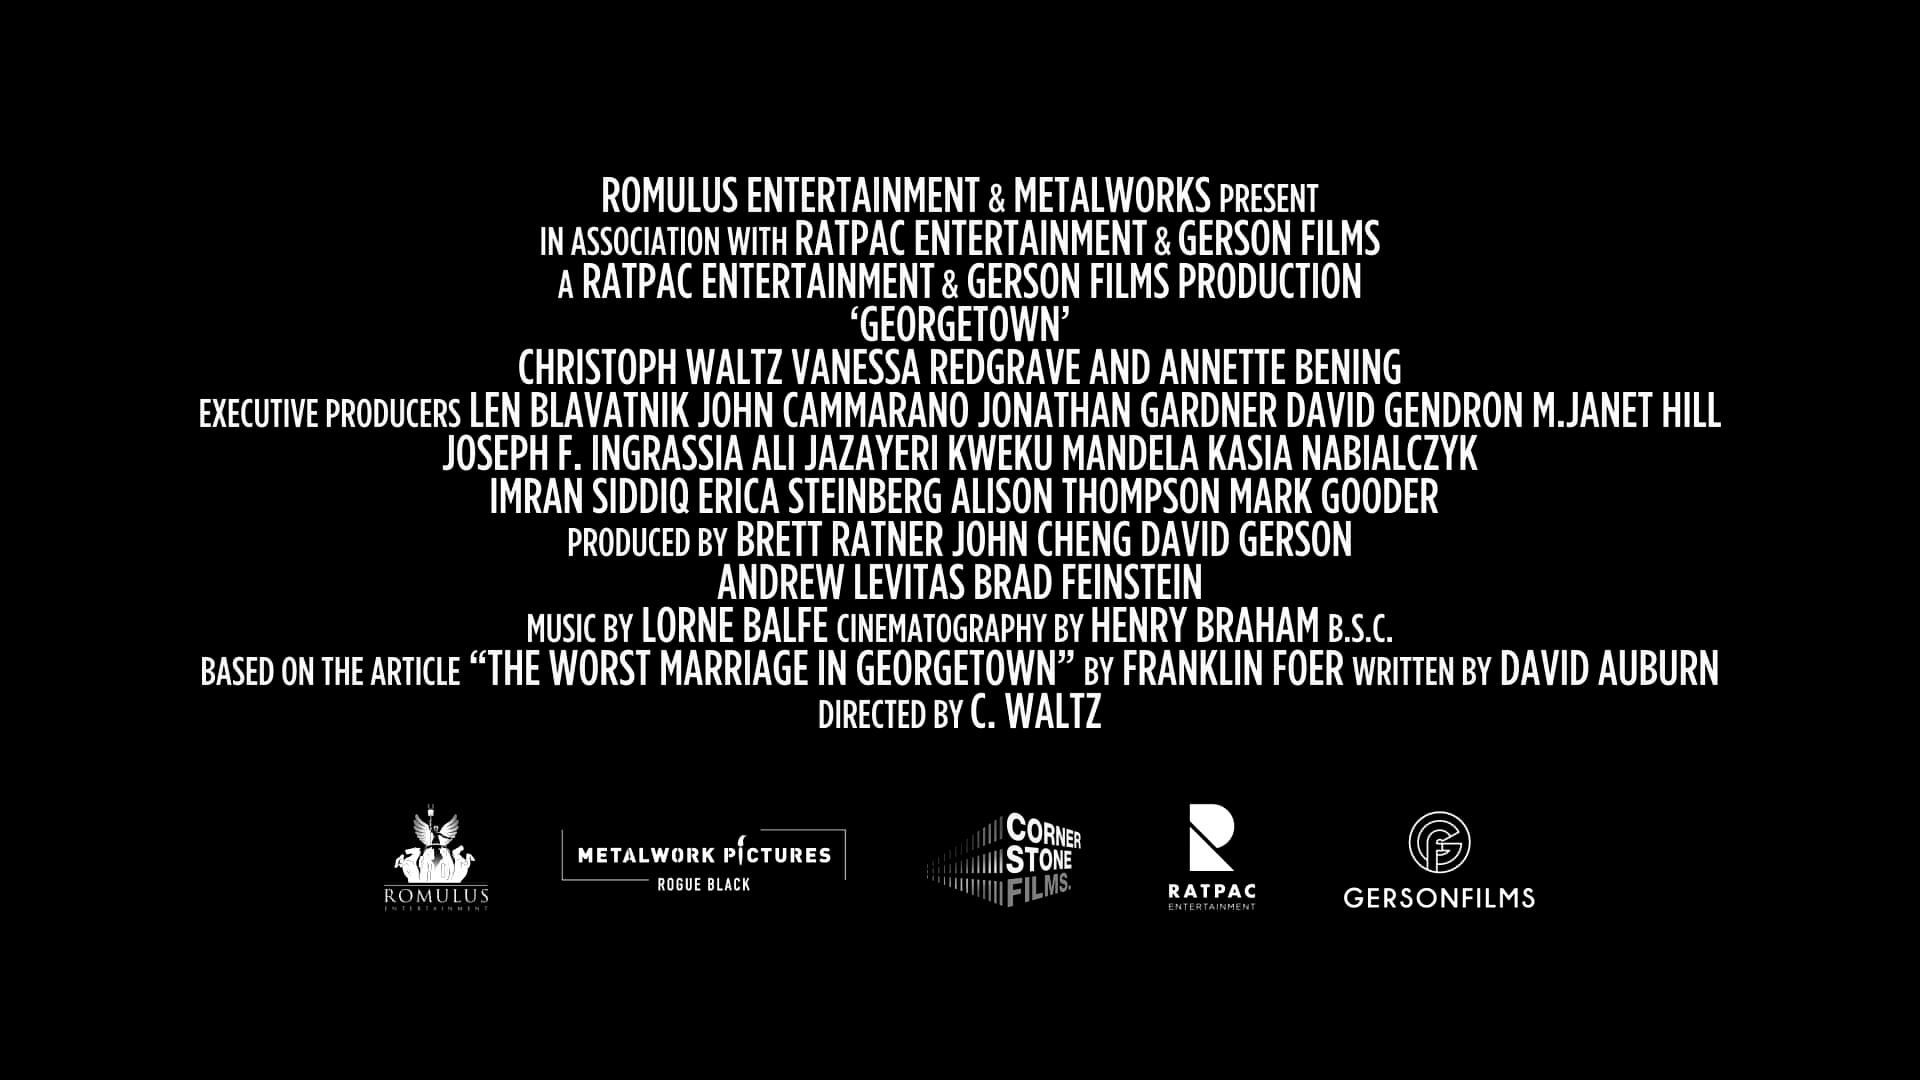 ROMULUS ENTERTAINMENT & METALWORKS PRESENT
IN ASSOCIATION WITH RATPAC ENTERTAINMENT & GERSON FILMS
A RATPAC ENTERTAINMENT & GERSON FILMS PRODUCTION
‘GEORGETOWN’
CHRISTOPH WALTZ VANESSA REDGRAVE AND ANNETTE BENING
EXECUTIVE PRODUCERS LEN BLAVATNIK JOHN CAMMARANO JONATHAN GARDNER DAVID GENDRON M.JANET HILL
JOSEPH F. INGRASSIA ALI JAZAYERI KWEKU MANDELA KASIA NABIALCZYK
IMRAN SIDDIQ ERICA STEINBERG ALISON THOMPSON MARK GOODER
PRODUCED BY BRETT RATNER JOHN CHENG DAVID GERSON
ANDREW LEVITAS BRAD FEINSTEIN
MUSIC BY LORNE BALFE CINEMATOGRAPHY BY HENRY BRAHAM B.S.C.
BASED ON THE ARTICLE “THE WORST MARRIAGE IN GEORGETOWN” BY FRANKLIN FOER WRITTEN BY DAVID AUBURN
DIRECTED BY C. WALTZ
ROMULUS
ENTERTAINMENT
METALWORK PICTURES
ROGUE BLACK
CORNER
STONE
FILMS.
RATPAC
ENTERTAINMENT
GERSONFILMS